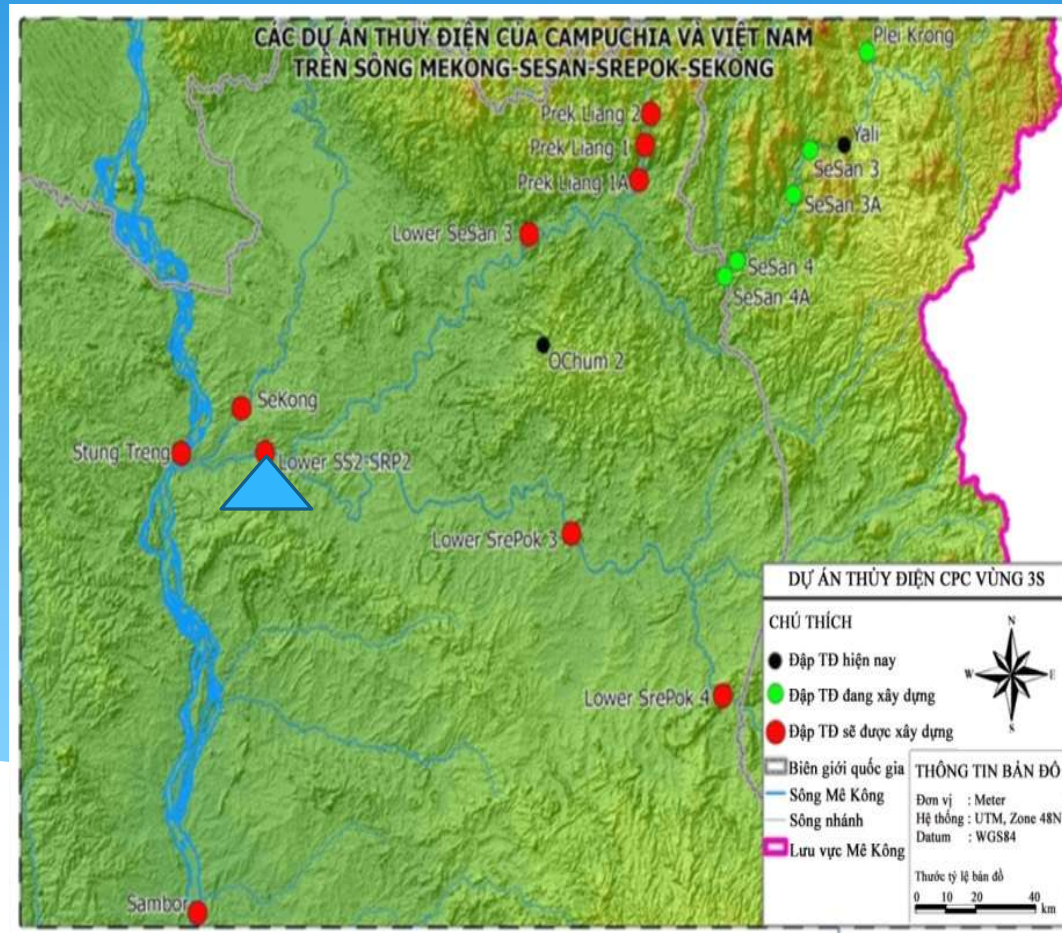 CÁC DỰ ÁN THỦY ĐIỆN CỦA CAMPUCHIA VÀ VIỆT NAM
TRÊN SÔNG MEKONG-SESAN-SREPOK-SEKONG
Plei Krong
Prek Liang 2
Yali
Prek Liang 1
SeSan 3
Prek Liang 1A
SeSan 3A
Lower SeSan 3
SeSan 4
SeSan 4A
OChum 2
SeKong
Stung Treng
Lower SS2-SRP2
Lower SrePok 3
Lower SrePok 4
Sambor
DỰ ÁN THỦY ĐIỆN CPC VÙNG 3S
CHÚ THÍCH
N
W
E
S
Đập TĐ hiện nay
Đập TĐ đang xây dựng
Đập TĐ sẽ được xây dựng
Biên giới quốc gia
Sông Mê Kông
Sông nhánh
Lưu vực Mê Kông
THÔNG TIN BẢN ĐỒ
Đơn vị : Meter
Hệ thống : UTM, Zone 48N
Datum : WGS84
Thước tỷ lệ bản đồ
0 10 20 40
km